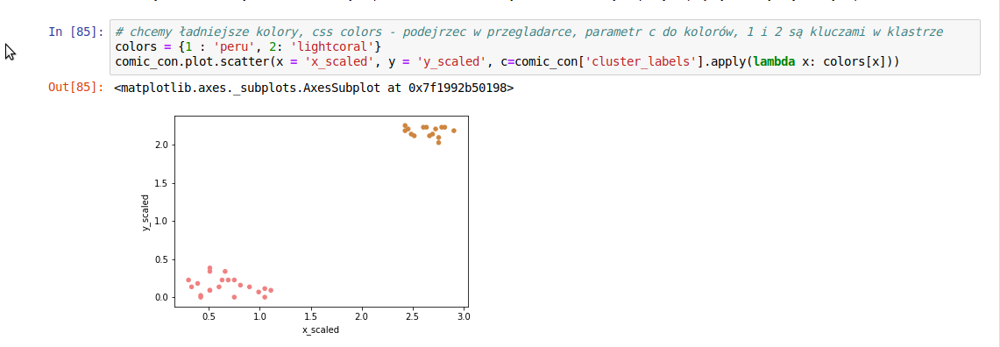 In [85]: # chcemy ładniejsze kolory, css colors - podejrzec w przegladarce, parametr c do kolorów, 1 i 2 są kluczami w klastrze
colors = {1 : 'peru', 2: 'lightcoral'}
comic_con.plot.scatter(x = 'x_scaled', y = 'y_scaled', c=comic_con['cluster_labels'].apply(lambda x: colors[x]))
Out[85]: <matplotlib.axes._subplots.AxesSubplot at 0x7f1992b50198>
2.0
1.5
1.0
0.5
0.0
y_scaled
0.5 1.0 1.5 2.0 2.5 3.0
x_scaled